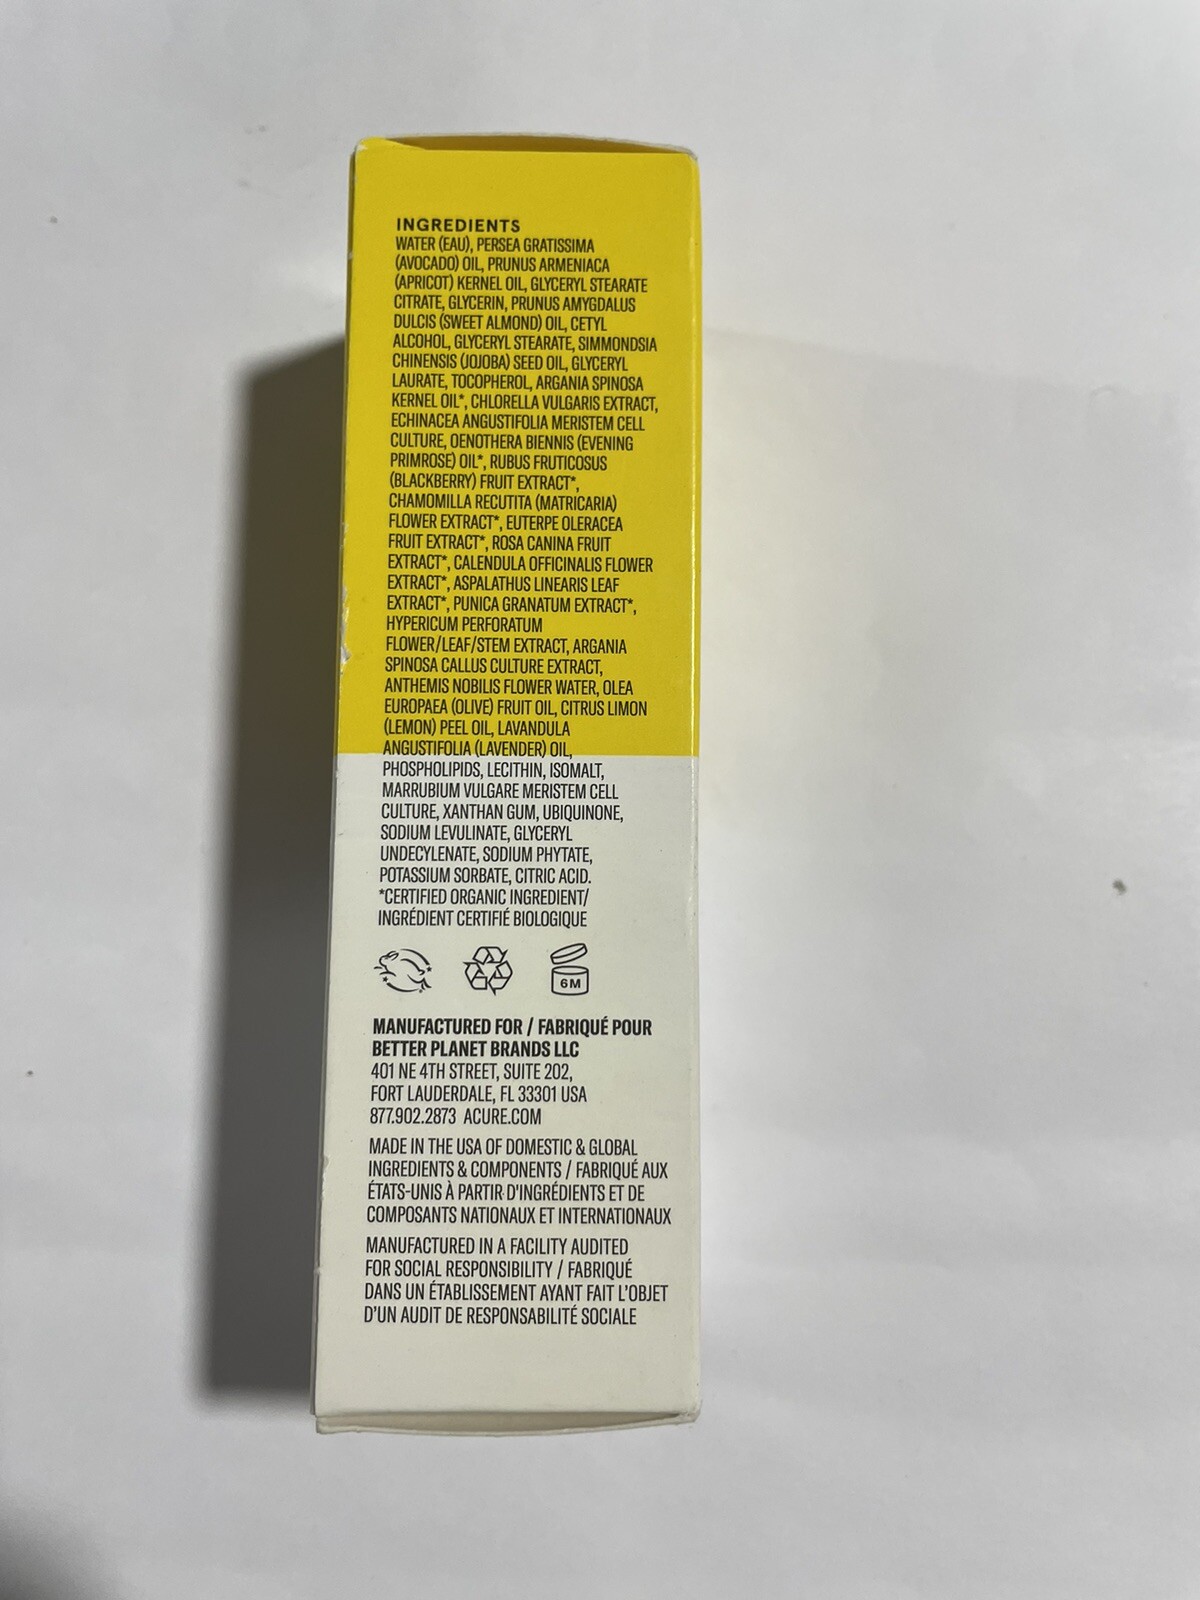 INGREDIENTS
WATER (EAU), PERSEA GRATISSIMA
(AVOCADO) OIL, PRUNUS ARMENIACA
(APRICOT) KERNEL OIL, GLYCERYL STEARATE
CITRATE, GLYCERIN, PRUNUS AMYGDALUS
DULCIS (SWEET ALMOND) OIL, CETYL
ALCOHOL, GLYCERYL STEARATE, SIMMONDSIA
CHINENSIS (JOJOBA) SEED OIL, GLYCERYL
LAURATE, TOCOPHEROL, ARGANIA SPINOSA
KERNEL OIL*, CHLORELLA VULGARIS EXTRACT,
ECHINACEA ANGUSTIFOLIA MERISTEM CELL
CULTURE, OENOTHERA BIENNIS (EVENING
PRIMROSE) OIL*, RUBUS FRUTICOSUS
(BLACKBERRY) FRUIT EXTRACT*,
CHAMOMILLA RECUTITA (MATRICARIA)
FLOWER EXTRACT*, EUTERPE OLERACEA
FRUIT EXTRACT*, ROSA CANINA FRUIT
EXTRACT*, CALENDULA OFFICINALIS FLOWER
EXTRACT*, ASPALATHUS LINEARIS LEAF
EXTRACT*, PUNICA GRANATUM EXTRACT*,
HYPERICUM PERFORATUM
FLOWER/LEAF/STEM EXTRACT, ARGANIA
SPINOSA CALLUS CULTURE EXTRACT,
ANTHEMIS NOBILIS FLOWER WATER, OLEA
EUROPAEA (OLIVE) FRUIT OIL, CITRUS LIMON
(LEMON) PEEL OIL, LAVANDULA
ANGUSTIFOLIA (LAVENDER) OIL,
PHOSPHOLIPIDS, LECITHIN, ISOMALT,
MARRUBIUM VULGARE MERISTEM CELL
CULTURE, XANTHAN GUM, UBIQUINONE,
SODIUM LEVULINATE, GLYCERYL
UNDECYLENATE, SODIUM PHYTATE,
POTASSIUM SORBATE, CITRIC ACID.
*CERTIFIED ORGANIC INGREDIENT/
INGRÉDIENT CERTIFIÉ BIOLOGIQUE
6M
MANUFACTURED FOR / FABRIQUÉ POUR
BETTER PLANET BRANDS LLC
401 NE 4TH STREET, SUITE 202,
FORT LAUDERDALE, FL 33301 USA
877.902.2873 ACURE.COM
MADE IN THE USA OF DOMESTIC & GLOBAL
INGREDIENTS & COMPONENTS / FABRIQUÉ AUX
ÉTATS-UNIS À PARTIR D'INGRÉDIENTS ET DE
COMPOSANTS NATIONAUX ET INTERNATIONAUX
MANUFACTURED IN A FACILITY AUDITED
FOR SOCIAL RESPONSIBILITY / FABRIQUÉ
DANS UN ÉTABLISSEMENT AYANT FAIT L'OBJET
D'UN AUDIT DE RESPONSABILITÉ SOCIALE